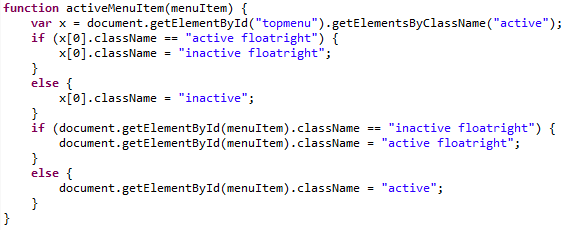 function activeMenuItem(menuItem) {
    var x = document.getElementById("topmenu").getElementsByClassName("active");
    if (x[0].className == "active floatright") {
        x[0].className = "inactive floatright";
    }
    else {
        x[0].className = "inactive";
    }
    if (document.getElementById(menuItem).className == "inactive floatright") {
        document.getElementById(menuItem).className = "active floatright";
    }
    else {
        document.getElementById(menuItem).className = "active";
    }
}